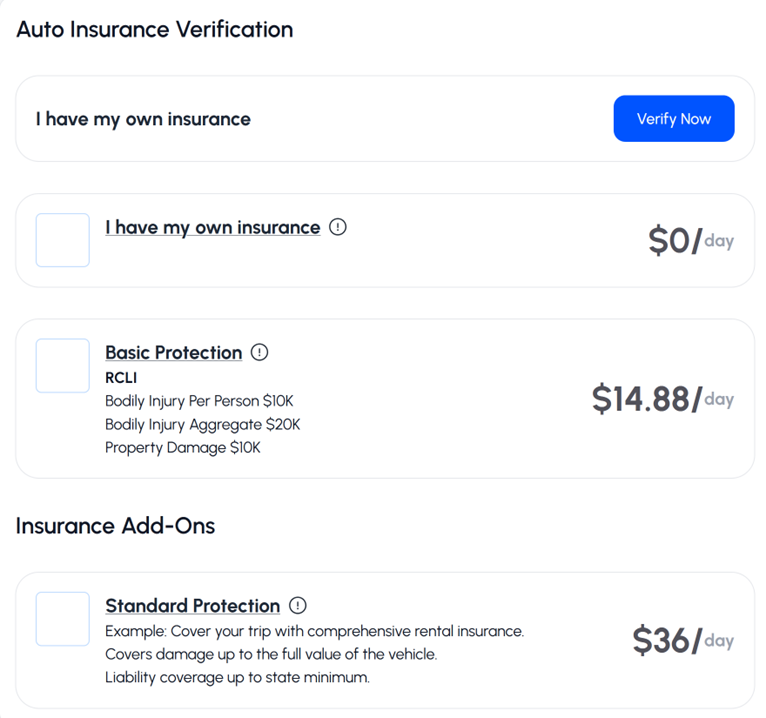 Auto Insurance Verification
I have my own insurance
Verify Now
I have my own insurance
$0/day
Basic Protection
RCLI
Bodily Injury Per Person $10K
Bodily Injury Aggregate $20K
Property Damage $10K
$14.88/day
Insurance Add-Ons
Standard Protection
Example: Cover your trip with comprehensive rental insurance.
Covers damage up to the full value of the vehicle.
Liability coverage up to state minimum.
$36/day